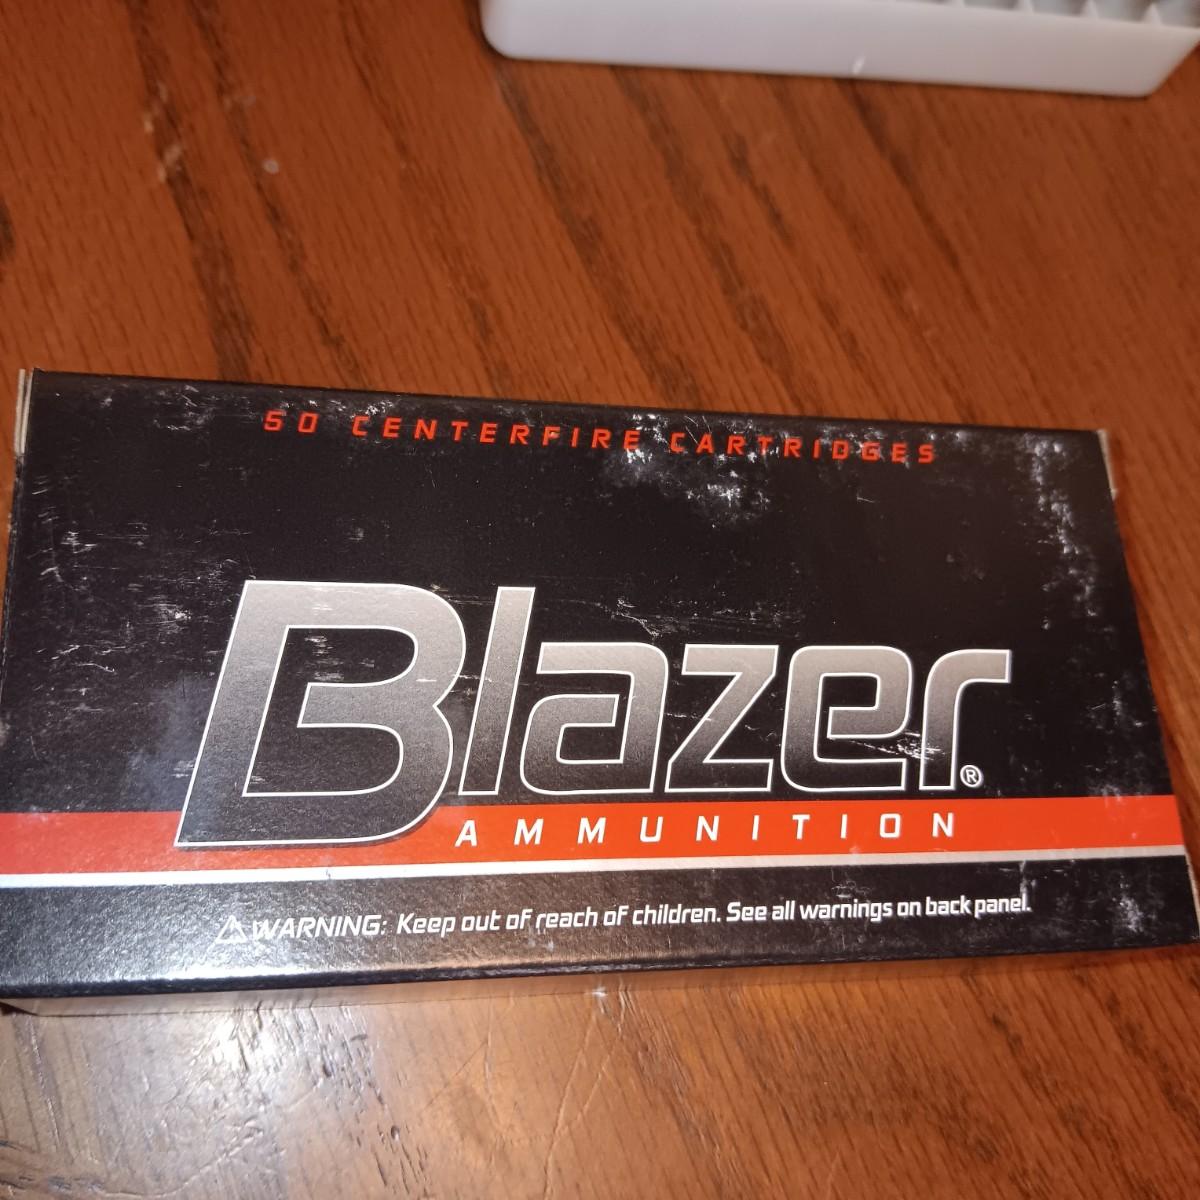 50 CENTERFIRE CARTRIDGES
Blazer®
AMMUNITION
⚠WARNING: Keep out of reach of children. See all warnings on back panel.